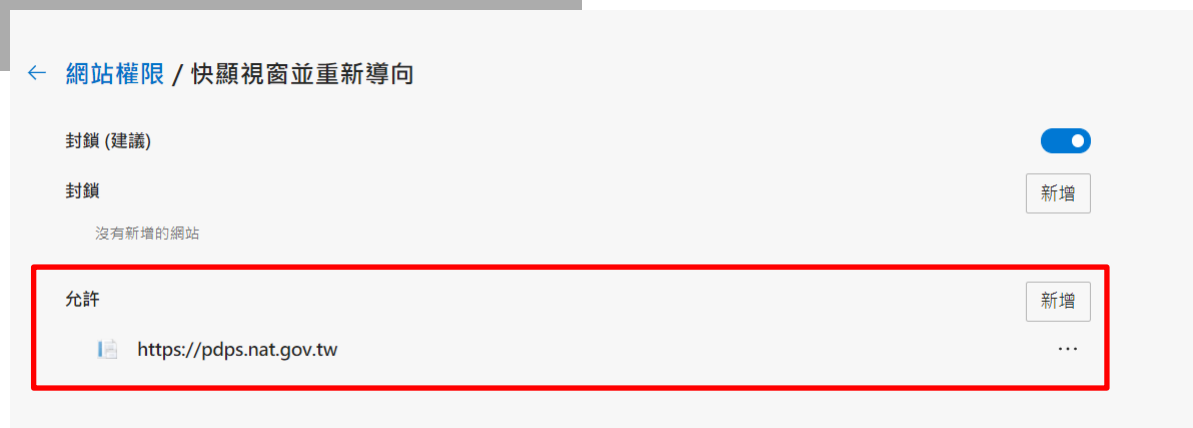 ← 網站權限 / 快顯視窗並重新導向
封鎖 (建議)
封鎖
新增
沒有新增的網站
允許
新增
https://pdps.nat.gov.tw
...